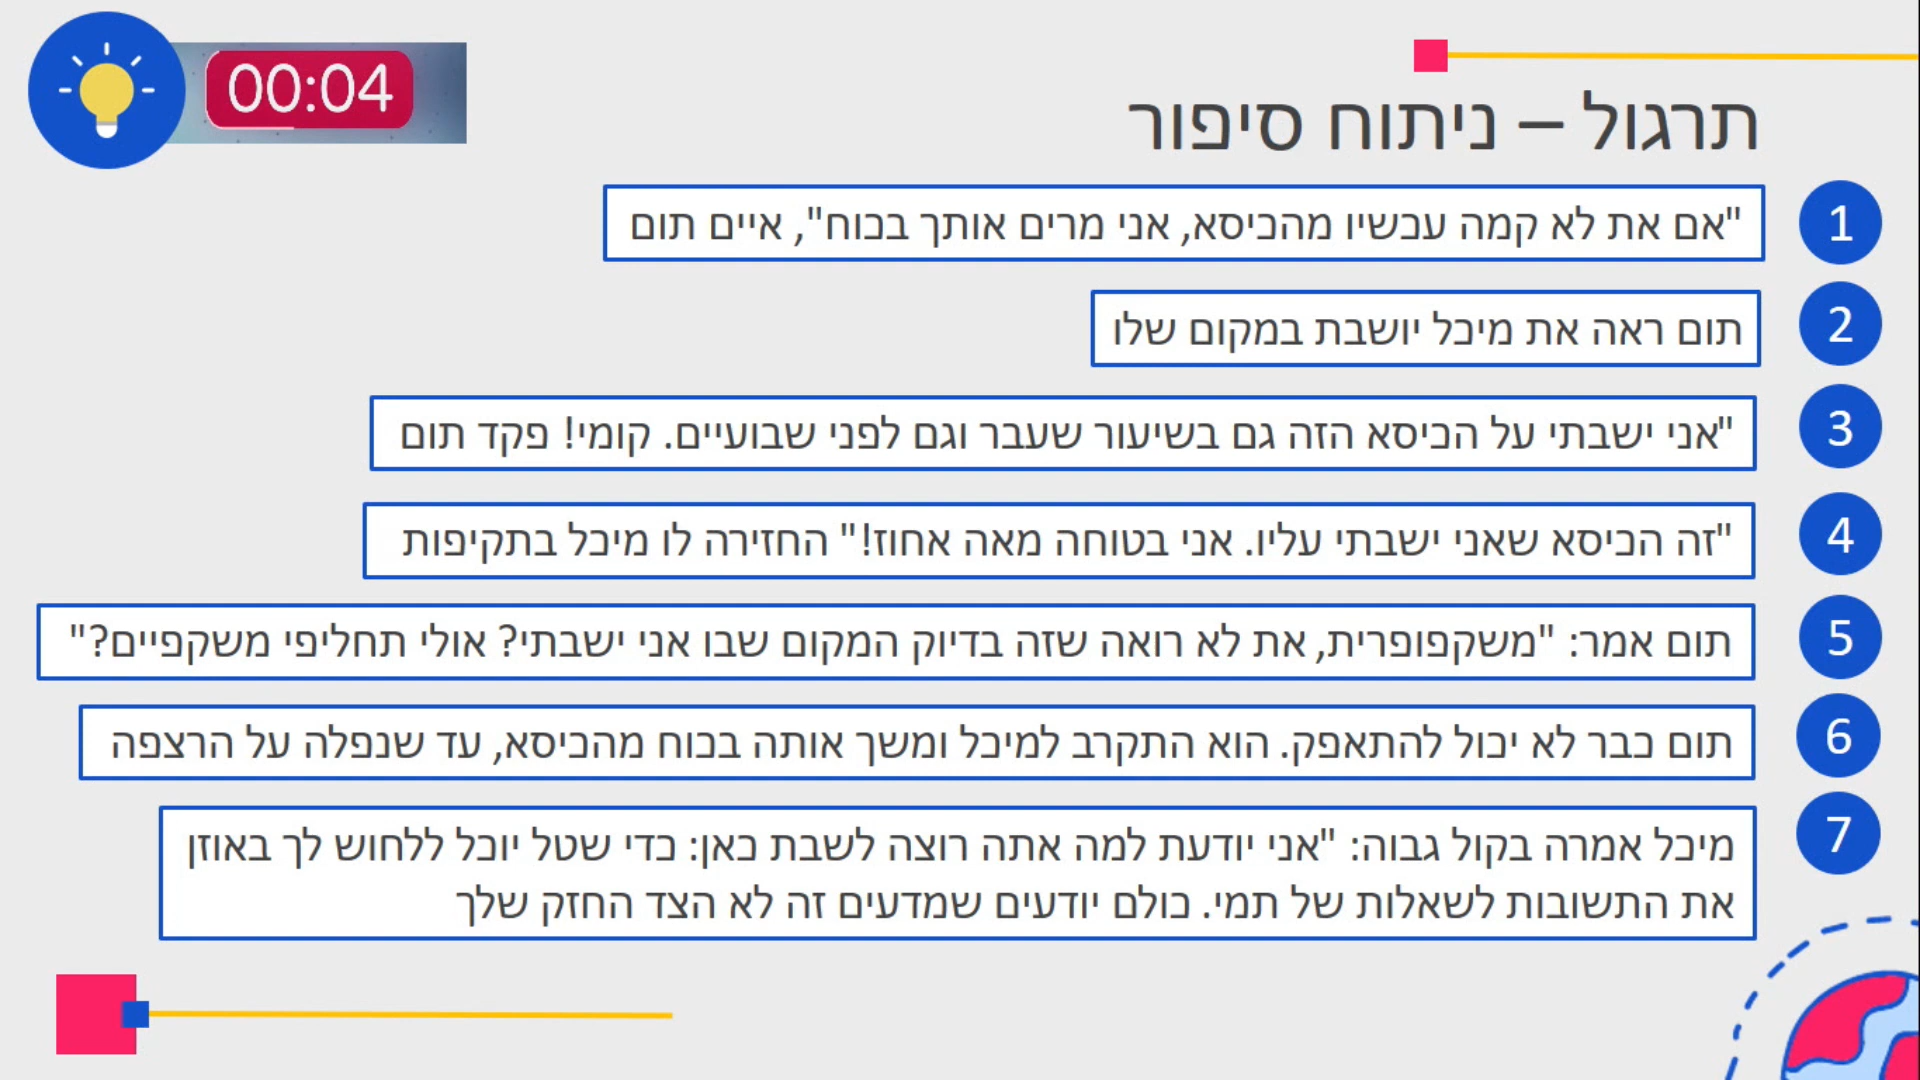 00:04
תרגול – ניתוח סיפור
1
"אם את לא קמה עכשיו מהכיסא, אני מרים אותך בכוח", איים תום
2
תום ראה את מיכל יושבת במקום שלו
3
"אני ישבתי על הכיסא הזה גם בשיעור שעבר וגם לפני שבועיים. קומי! פקד תום
4
"זה הכיסא שאני ישבתי עליו. אני בטוחה מאה אחוז!" החזירה לו מיכל בתקיפות
5
תום אמר: "משקפופרית, את לא רואה שזה בדיוק המקום שבו אני ישבתי? אולי תחליפי משקפיים?"
6
תום כבר לא יכול להתאפק. הוא התקרב למיכל ומשך אותה בכוח מהכיסא, עד שנפלה על הרצפה
7
מיכל אמרה בקול גבוה: "אני יודעת למה אתה רוצה לשבת כאן: כדי שטל יוכל ללחוש לך באוזן
את התשובות לשאלות של תמי. כולם יודעים שמדעים זה לא הצד החזק שלך